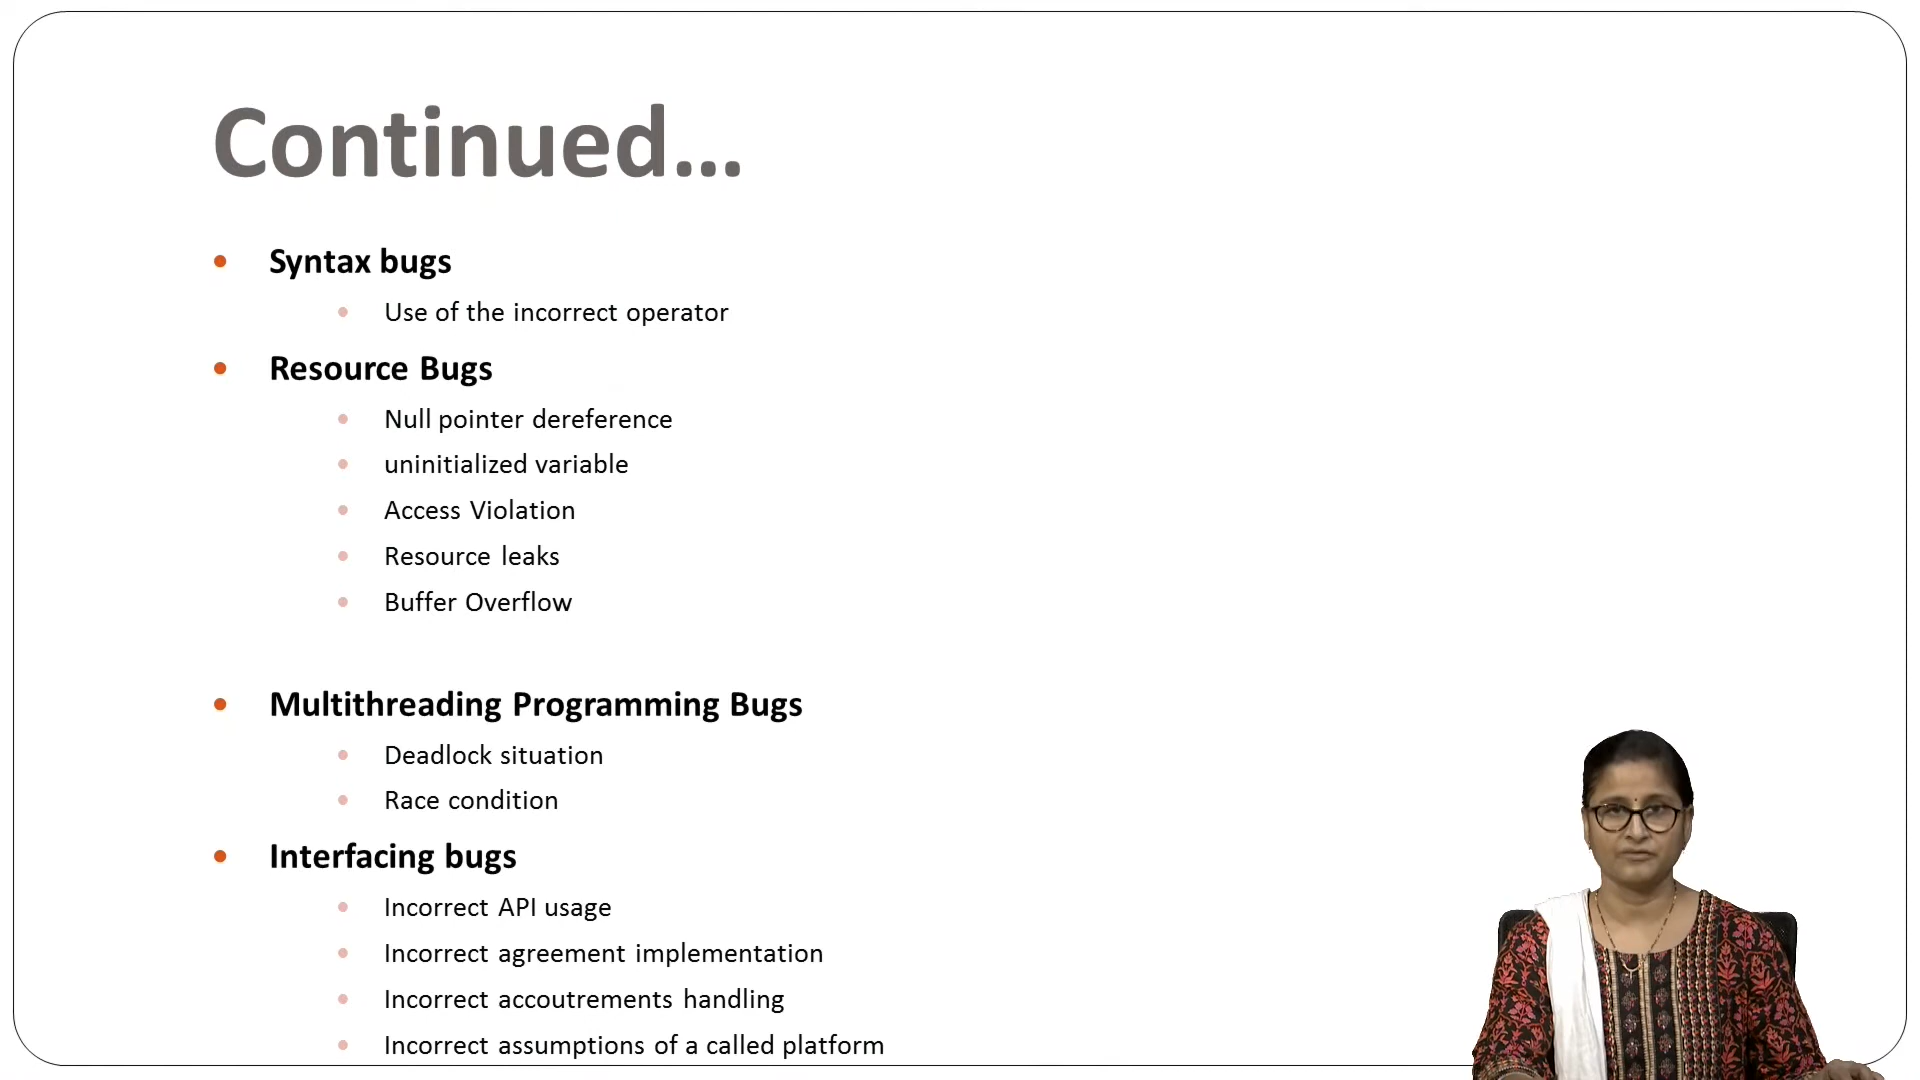 Continued...
• Syntax bugs
• Use of the incorrect operator
• Resource Bugs
• Null pointer dereference
• uninitialized variable
• Access Violation
• Resource leaks
• Buffer Overflow
• Multithreading Programming Bugs
• Deadlock situation
• Race condition
• Interfacing bugs
• Incorrect API usage
• Incorrect agreement implementation
• Incorrect accoutrements handling
• Incorrect assumptions of a called platform